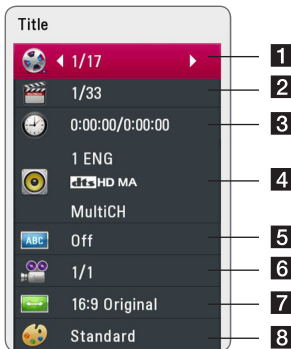 Title
1/17 1
1/33 2
0:00:00/0:00:00 3
1 ENG
dts HD MA 4
MultiCH
ABC Off 5
1/1 6
16:9 Original 7
Standard 8